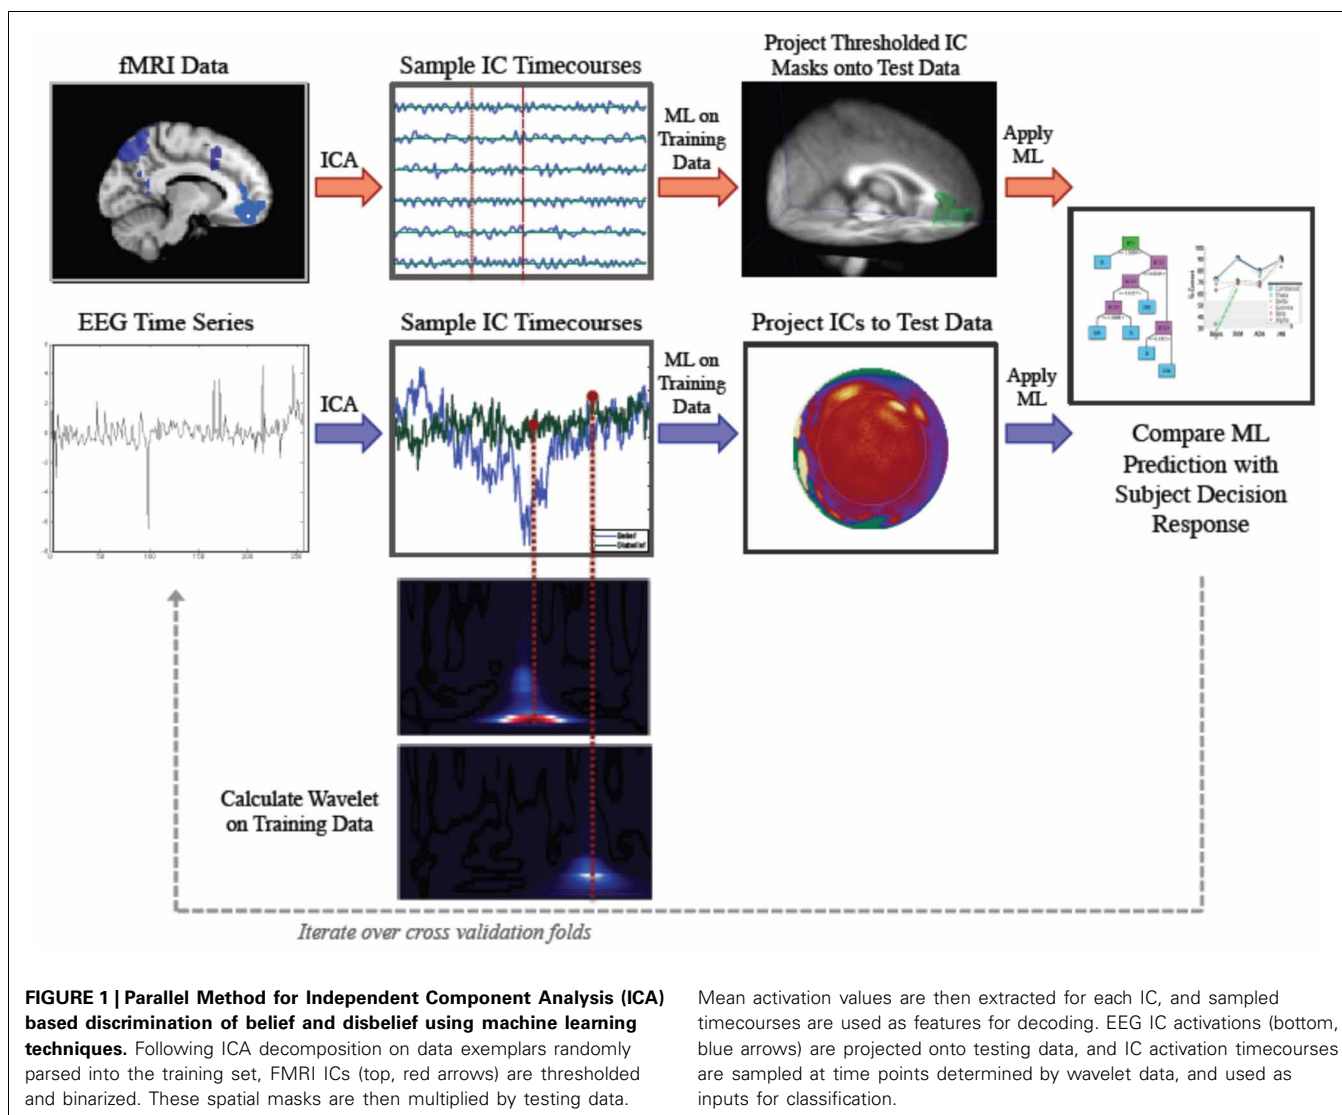 fMRI Data
ICA
Sample IC Timecourses
ML on
Training
Data
Project Thresholded IC
Masks onto Test Data
Apply
ML
EEG Time Series
ICA
Sample IC Timecourses
Belief
Disbelief
ML on
Training
Data
Project ICs to Test Data
Apply
ML
Compare ML
Prediction with
Subject Decision
Response
Calculate Wavelet
on Training Data
Iterate over cross validation folds
FIGURE 1 | Parallel Method for Independent Component Analysis (ICA)
based discrimination of belief and disbelief using machine learning
techniques. Following ICA decomposition on data exemplars randomly
parsed into the training set, FMRI ICs (top, red arrows) are thresholded
and binarized. These spatial masks are then multiplied by testing data.
Mean activation values are then extracted for each IC, and sampled
timecourses are used as features for decoding. EEG IC activations (bottom,
blue arrows) are projected onto testing data, and IC activation timecourses
are sampled at time points determined by wavelet data, and used as
inputs for classification.